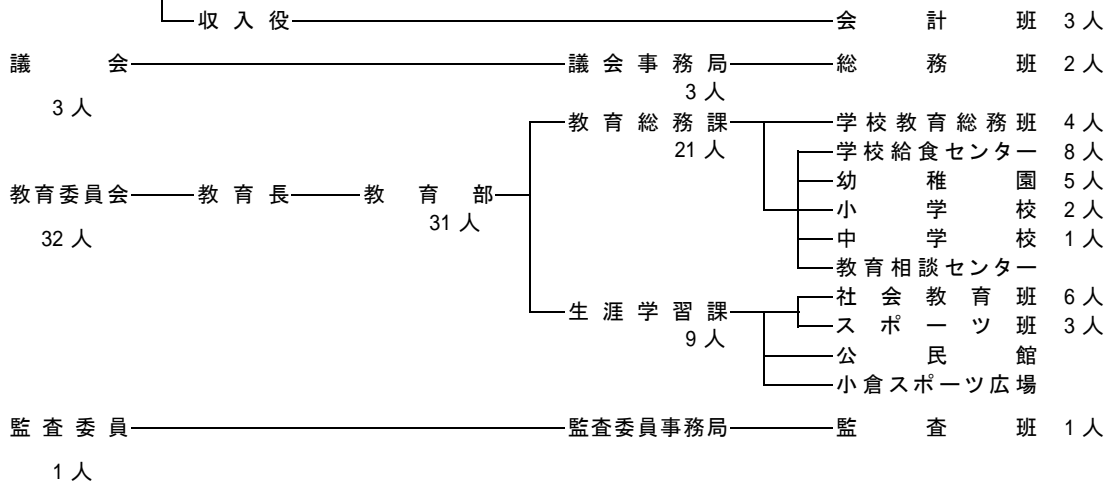 収入役 会計班 3人
議会 議会事務局 総務班 2人
3人 3人
教育総務課 学校教育総務班 4人
21人 学校給食センター 8人
幼稚園 5人
教育委員会 教育長 教育部 小学校 2人
32人 31人 中学校 1人
教育相談センター
生涯学習課 社会教育班 6人
9人 スポーツ班 3人
公民館
小倉スポーツ広場
監査委員 監査委員事務局 監査班 1人
1人